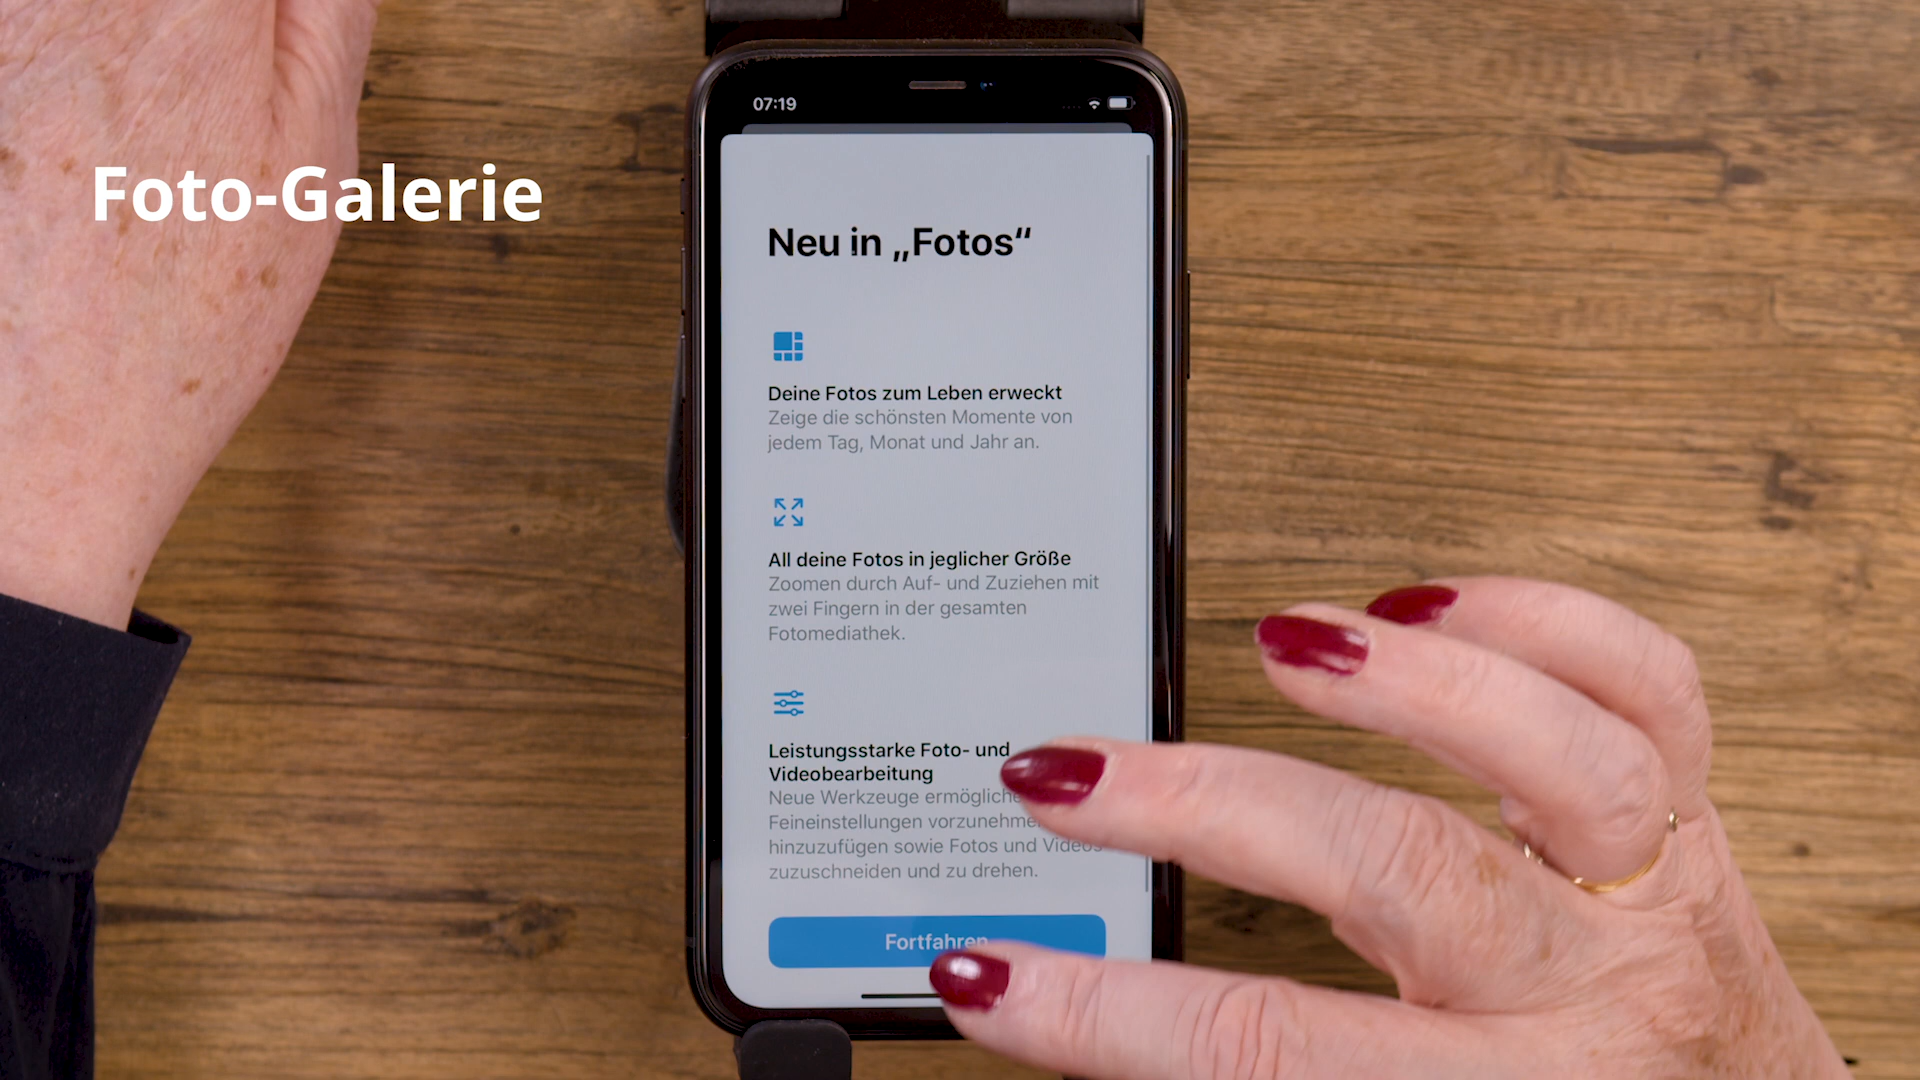 Foto-Galerie
07:19
Neu in „Fotos“
Deine Fotos zum Leben erweckt
Zeige die schönsten Momente von
jedem Tag, Monat und Jahr an.
All deine Fotos in jeglicher Größe
Zoomen durch Auf- und Zuziehen mit
zwei Fingern in der gesamten
Fotomediathek.
Leistungsstarke Foto- und
Videobearbeitung
Neue Werkzeuge
Feineinstellungen
hinzuzufügen sowie Fotos und Videos
zuzuschneiden und zu drehen.
Fortfahren